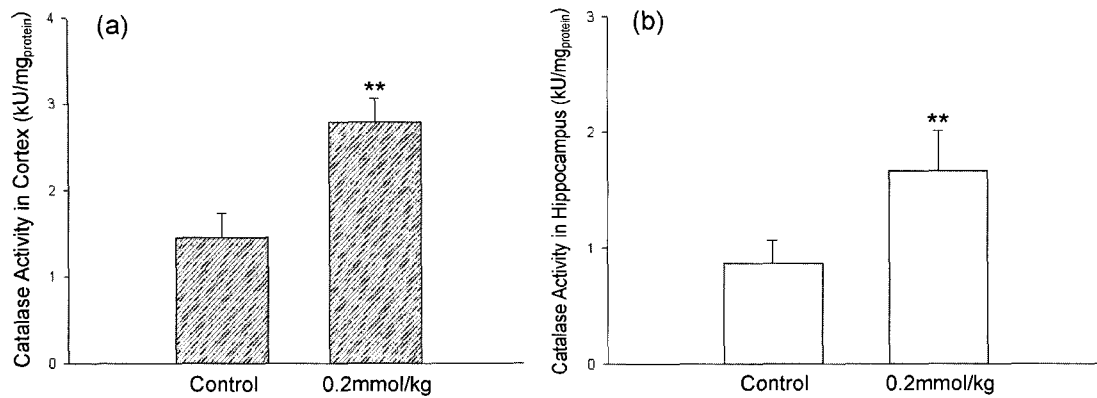 (a)
Catalase Activity in Cortex (kU/mgprotein)
4
3
2
1
0
**
Control
0.2mmol/kg
(b)
Catalase Activity in Hippocampus (kU/mgprotein)
3
2
1
0
**
Control
0.2mmol/kg